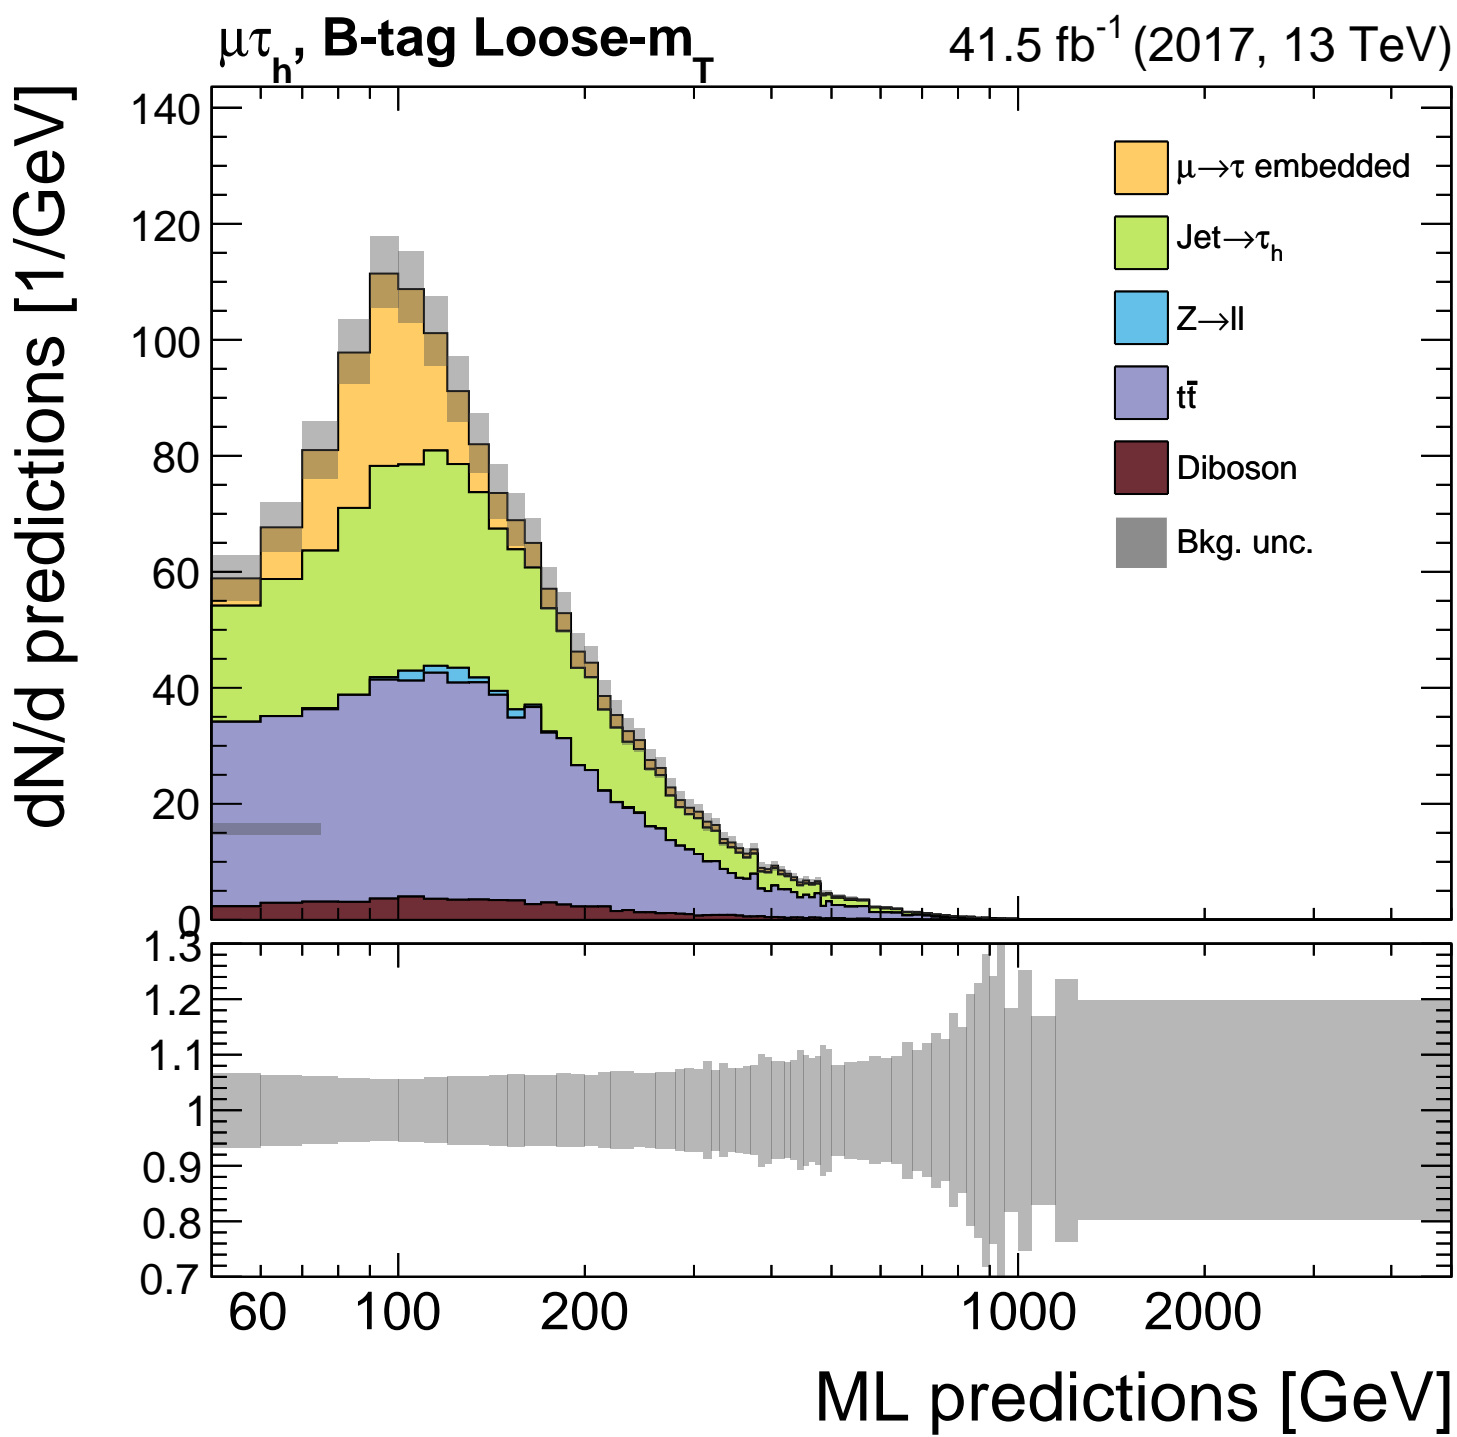 μτh, B-tag Loose-mT
41.5 fb-1 (2017, 13 TeV)
dN/d predictions [1/GeV]
140
120
100
80
60
40
20
0
μ→τ embedded
Jet→τh
Z→ll
tt̄
Diboson
Bkg. unc.
1.3
1.2
1.1
1
0.9
0.8
0.7
60 100 200 1000 2000
ML predictions [GeV]